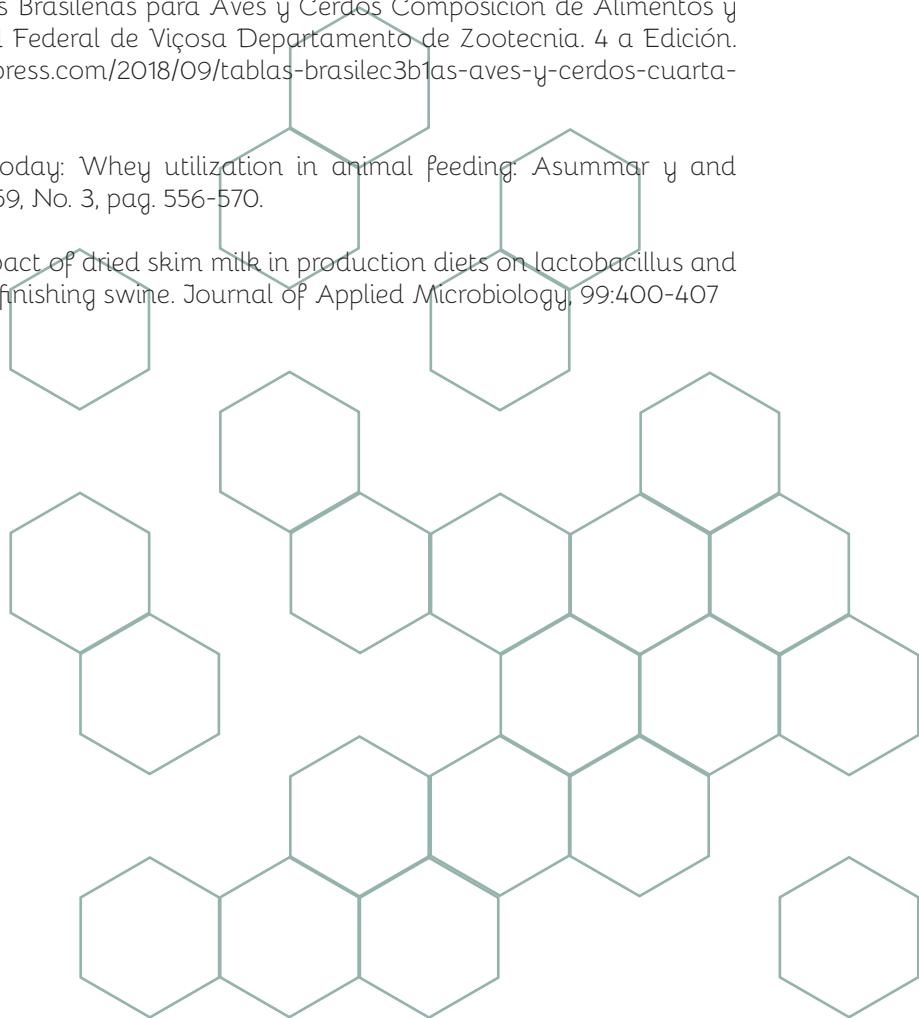 s Brasileñas para Aves y Cerdos Composición de Alimentos y
l Federal de Viçosa Departamento de Zootecnia. 4 a Edición.
press.com/2018/09/tablas-brasilec3b1as-aves-y-cerdos-cuarta-
oday: Whey utilization in animal feeding: Asummar y and
59, No. 3, pag. 556-570.
pact of dried skim milk in production diets on lactobacillus and
finishing swine. Journal of Applied Microbiology, 99:400-407